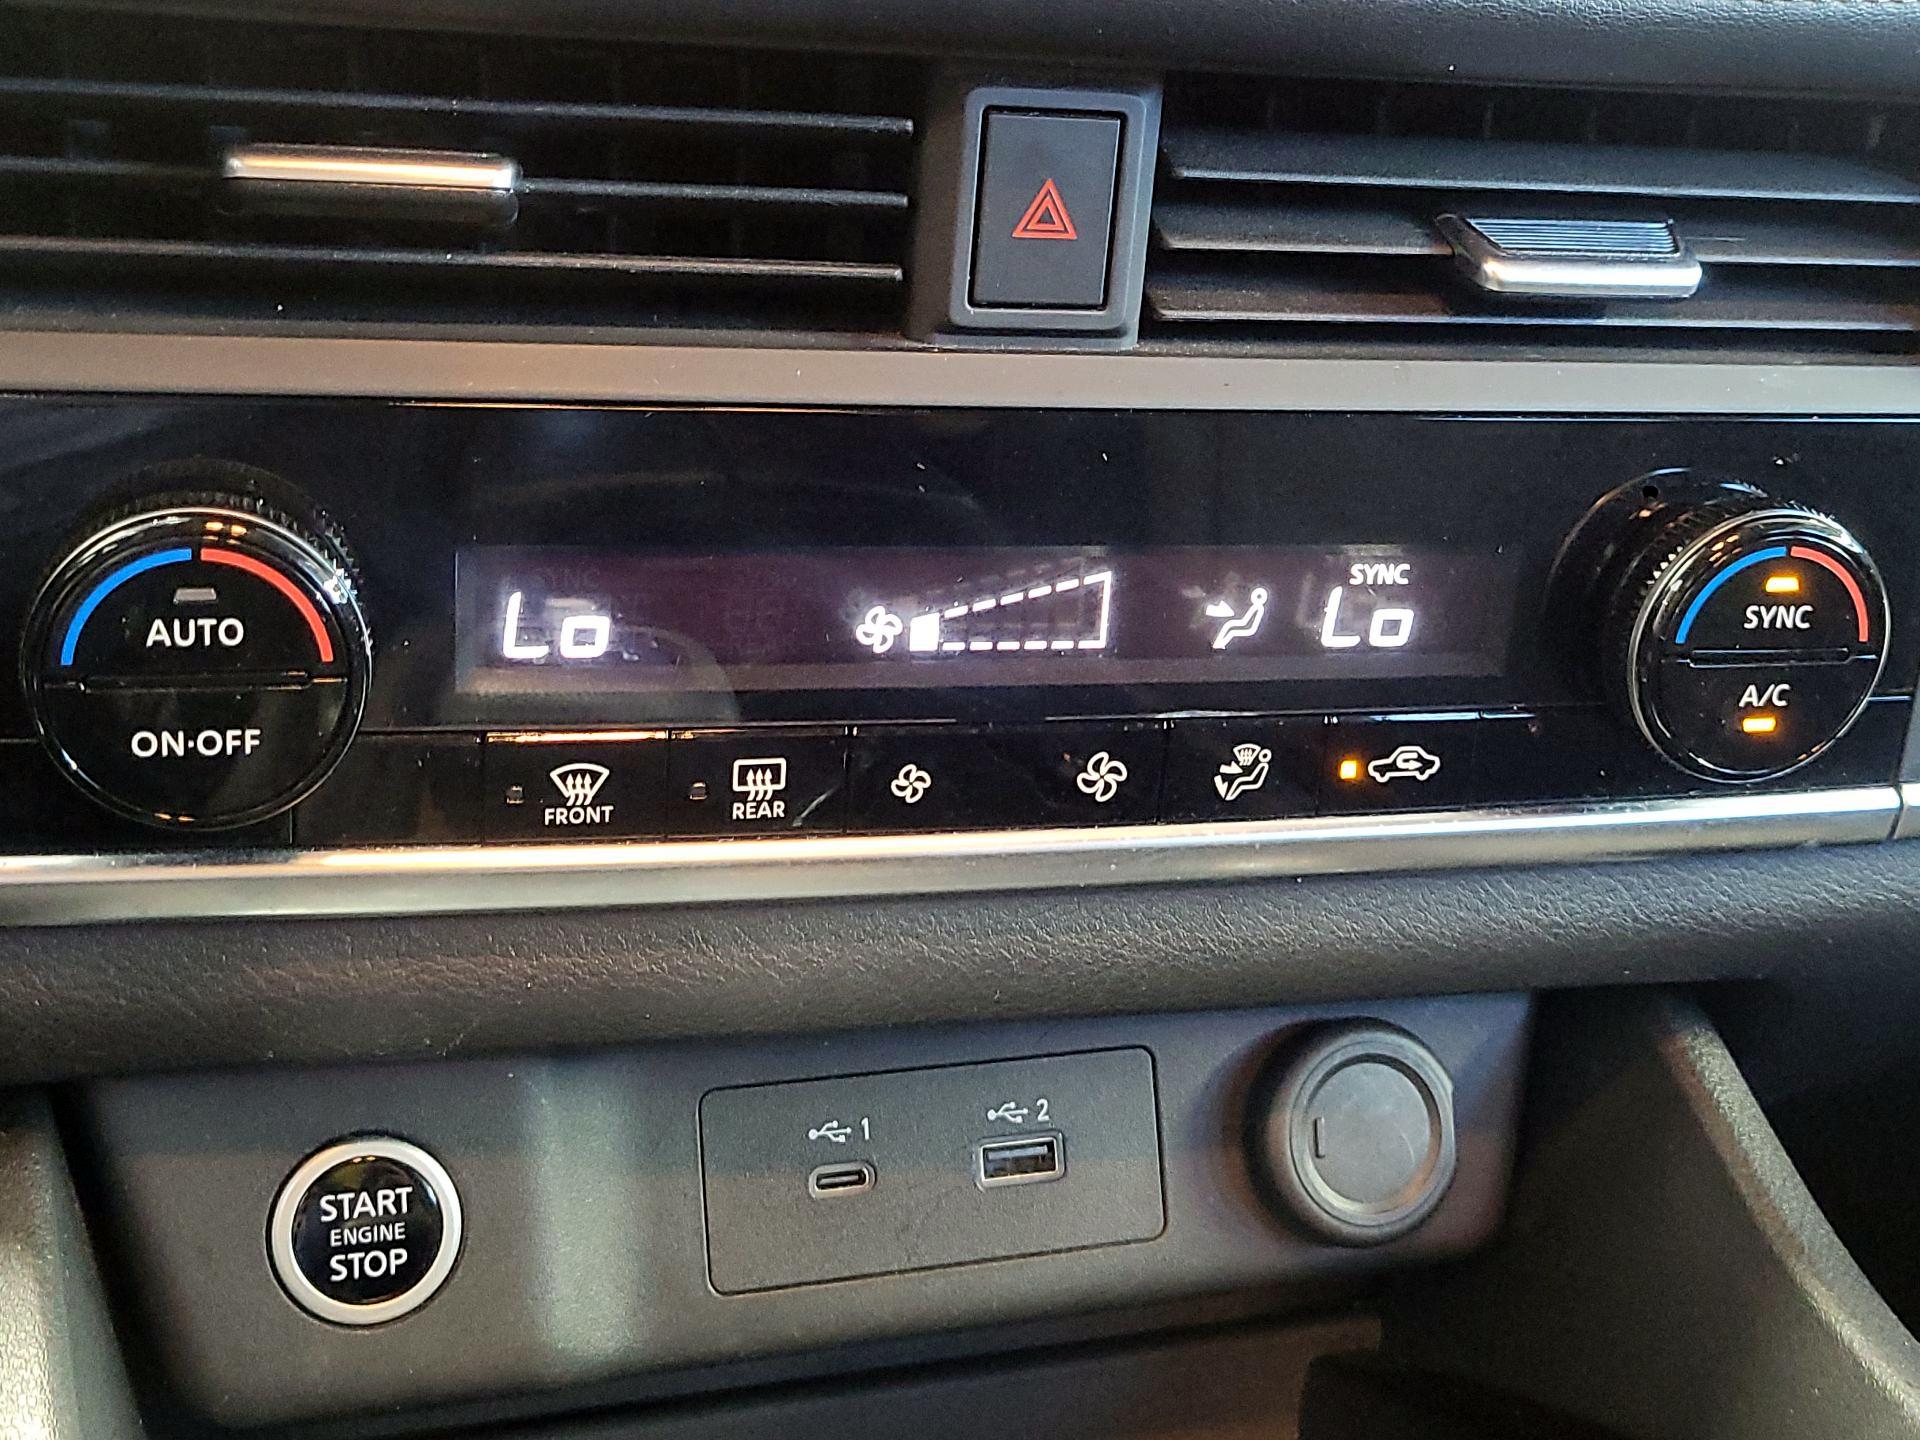 SYNC
Lo
Lo
AUTO
ON·OFF
SYNC
A/C
FRONT
REAR
1
2
START
ENGINE
STOP